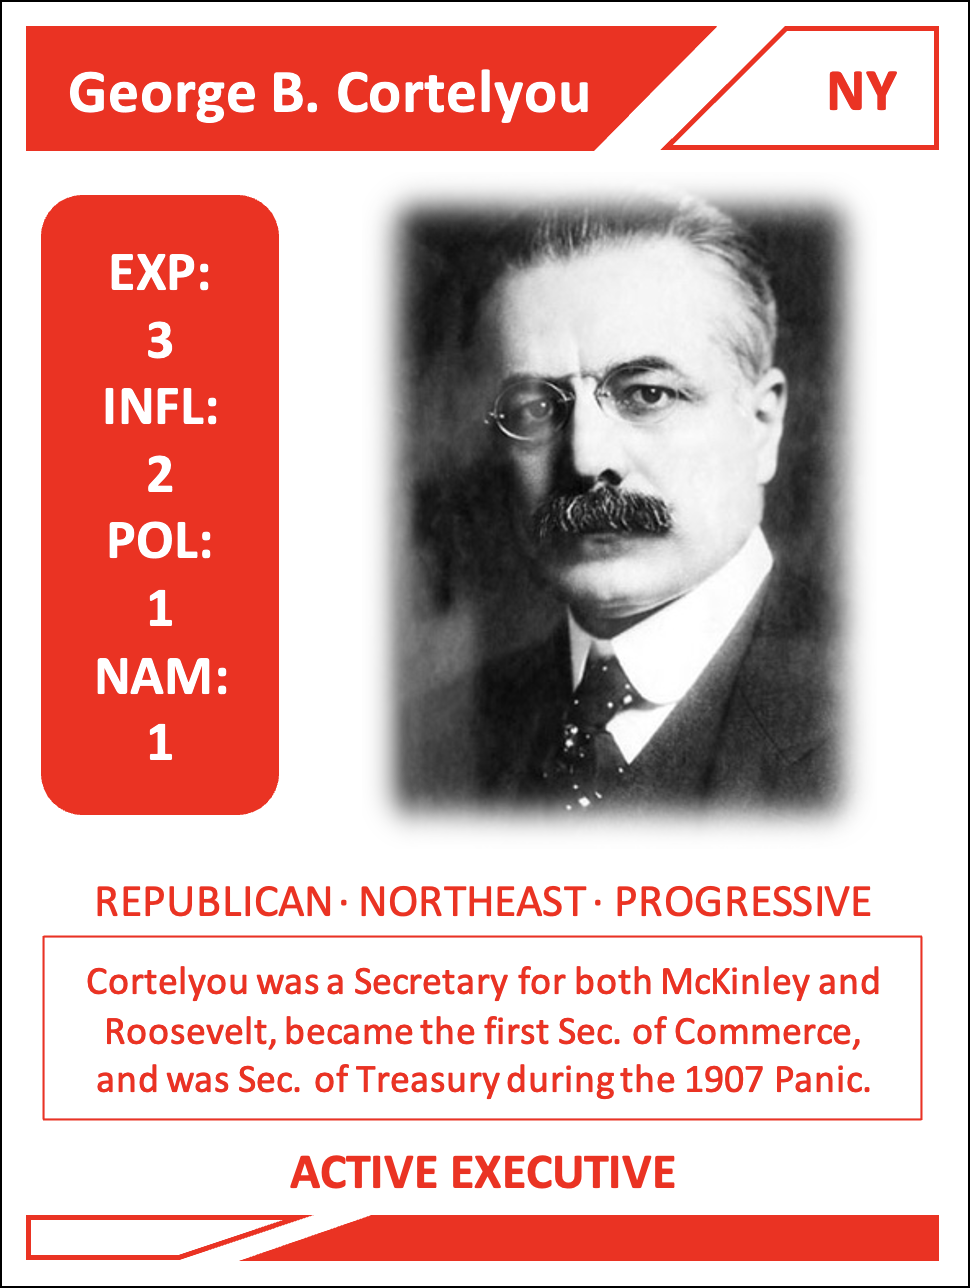 George B. Cortelyou
NY
EXP:
3
INFL:
2
POL:
1
NAM:
1
REPUBLICAN · NORTHEAST · PROGRESSIVE
Cortelyou was a Secretary for both McKinley and
Roosevelt, became the first Sec. of Commerce,
and was Sec. of Treasury during the 1907 Panic.
ACTIVE EXECUTIVE